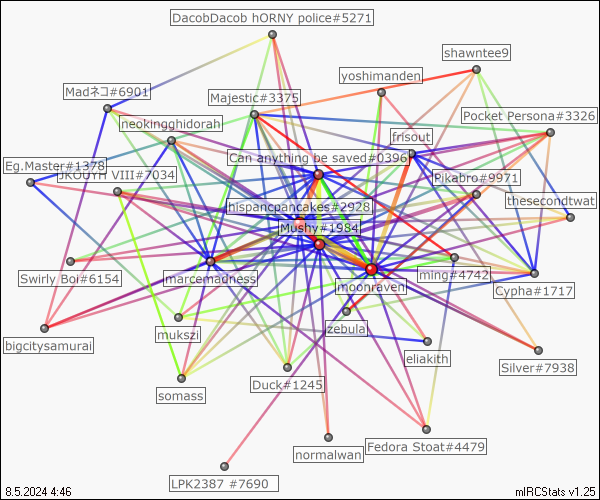 DacobDacob hORNY police#5271
shawntee9
yoshimanden
Madネコ#6901
Majestic#3375
Pocket Persona#3326
neokingghidorah
frisout
Can anything be saved#0396
Eg.Master#1378
VIII#7034
Pikabro#9971
thesecondtwat
hispancpancakes#2928
Mushy#1984
Swirly Boi#6154
marcemadness
moonraven
ming#4742
Cypha#1717
mukszi
zebula
bigcitysamurai
eliakith
Silver#7938
somass
Duck#1245
normalwan
Fedora Stoat#4479
LPK2387 #7690
8.5.2024 4:46
mIRCStats v1.25